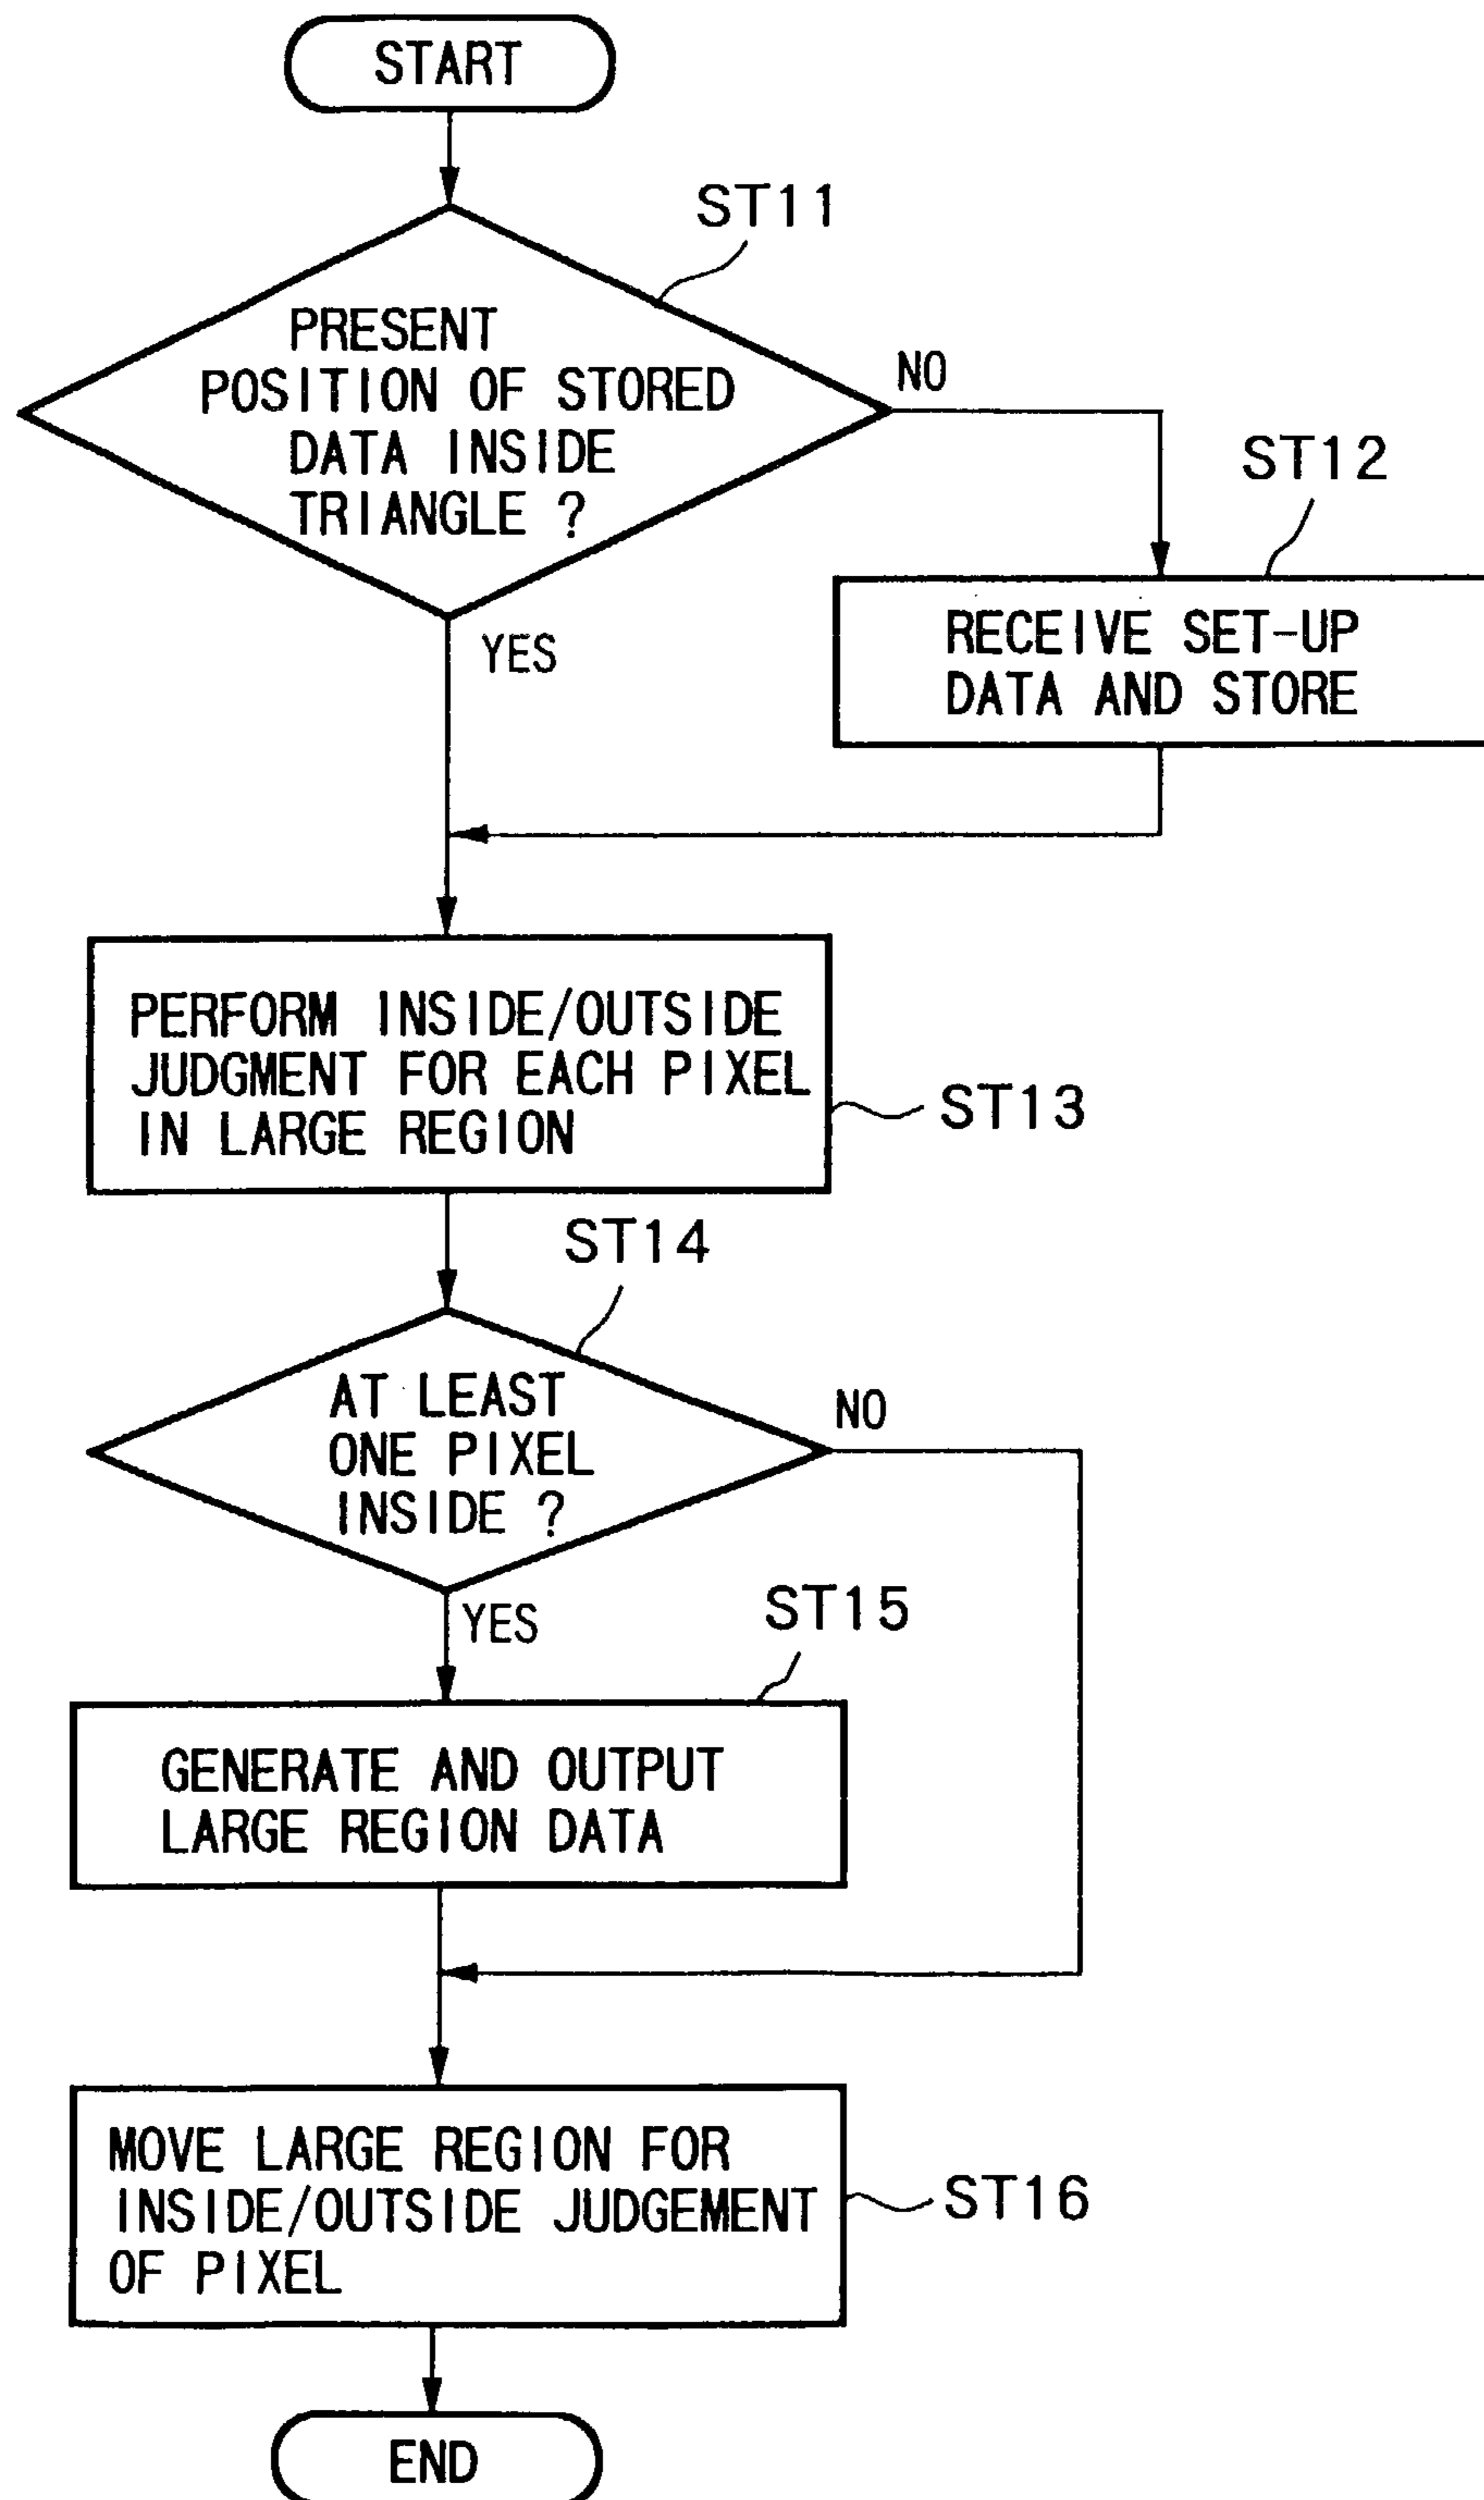 START
ST11
PRESENT
POSITION OF STORED
DATA INSIDE
TRIANGLE ?
NO
YES
ST12
RECEIVE SET-UP
DATA AND STORE
PERFORM INSIDE/OUTSIDE
JUDGMENT FOR EACH PIXEL
IN LARGE REGION
ST13
ST14
AT LEAST
ONE PIXEL
INSIDE ?
NO
YES
ST15
GENERATE AND OUTPUT
LARGE REGION DATA
MOVE LARGE REGION FOR
INSIDE/OUTSIDE JUDGEMENT
OF PIXEL
ST16
END